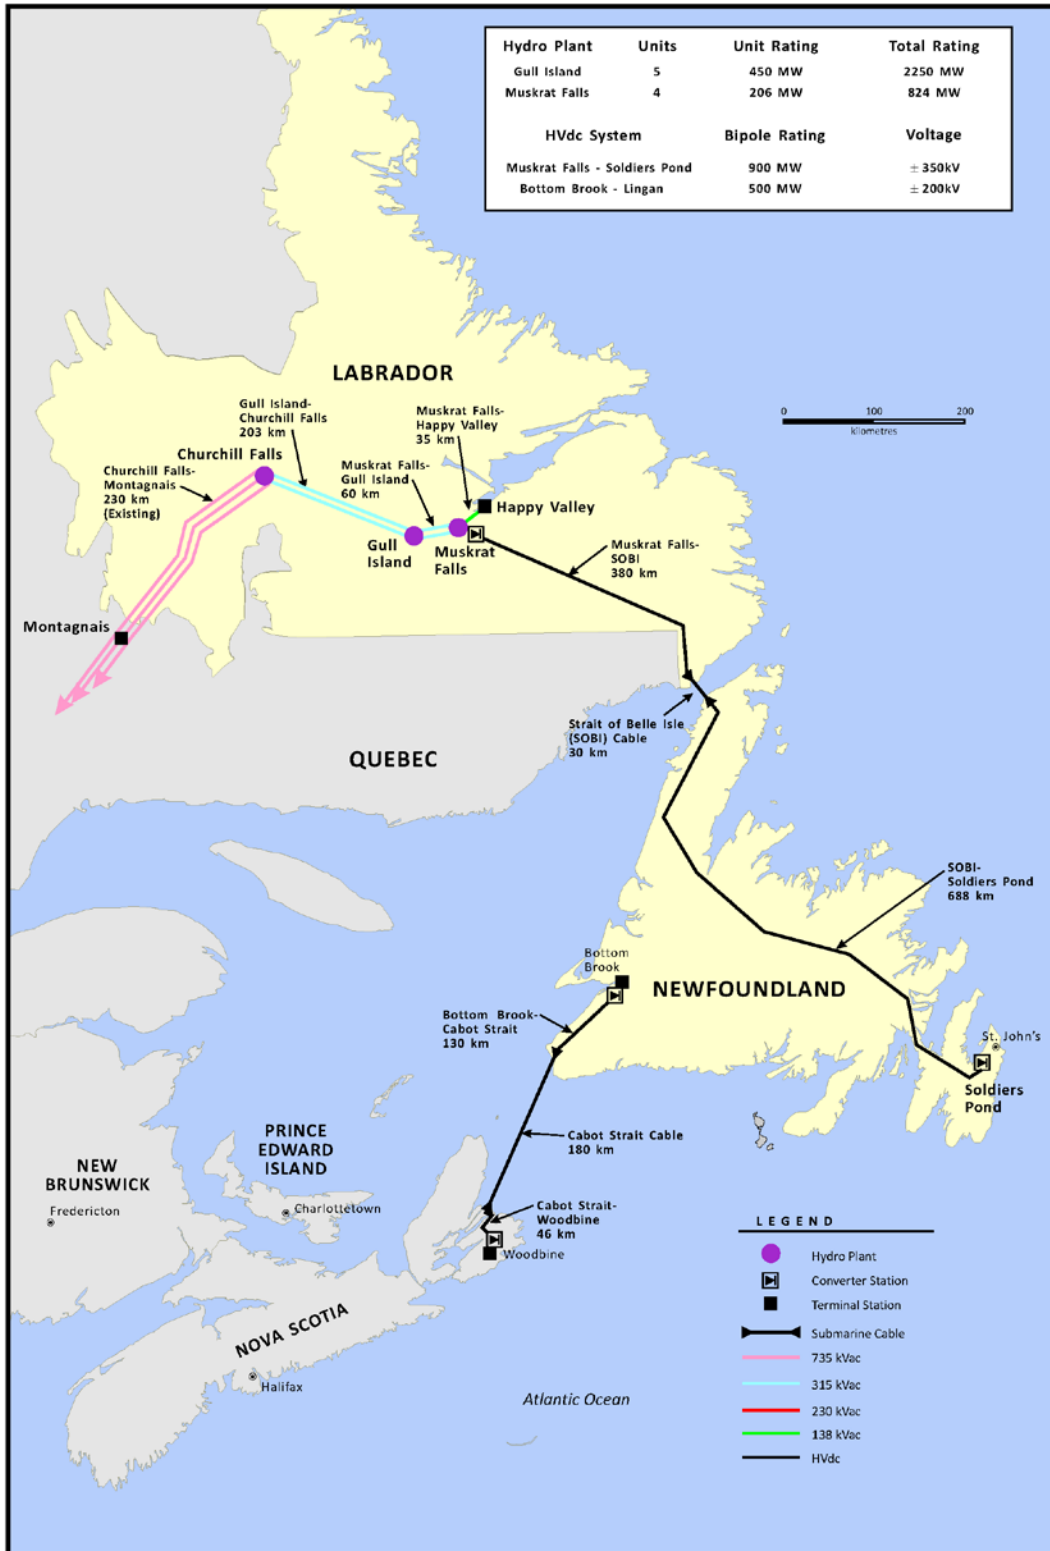 Hydro Plant Units Unit Rating Total Rating
Gull Island 5 450 MW 2250 MW
Muskrat Falls 4 206 MW 824 MW
HVdc System Bipole Rating Voltage
Muskrat Falls - Soldiers Pond 900 MW ±350kV
Bottom Brook - Lingan 500 MW ±200kV
LABRADOR
0 100 200
kilometres
Gull Island-
Churchill Falls
203 km
Muskrat Falls-
Happy Valley
35 km
Churchill Falls
Churchill Falls-
Montagnais
230 km
(Existing)
Muskrat Falls-
Gull Island
60 km
Happy Valley
Gull
Island
Muskrat
Falls
Muskrat Falls-
SOBI
380 km
Montagnais
Strait of Belle Isle
(SOBI) Cable
30 km
QUEBEC
SOBI-
Soldiers Pond
688 km
Bottom
Brook
NEWFOUNDLAND
Bottom Brook-
Cabot Strait
130 km
St. John's
Soldiers
Pond
PRINCE
EDWARD
ISLAND
Cabot Strait Cable
180 km
NEW
BRUNSWICK
Fredericton
Charlottetown
Cabot Strait-
Woodbine
46 km
Woodbine
NOVA SCOTIA
Halifax
Atlantic Ocean
LEGEND
Hydro Plant
Converter Station
Terminal Station
Submarine Cable
735 kVac
315 kVac
230 kVac
138 kVac
HVdc